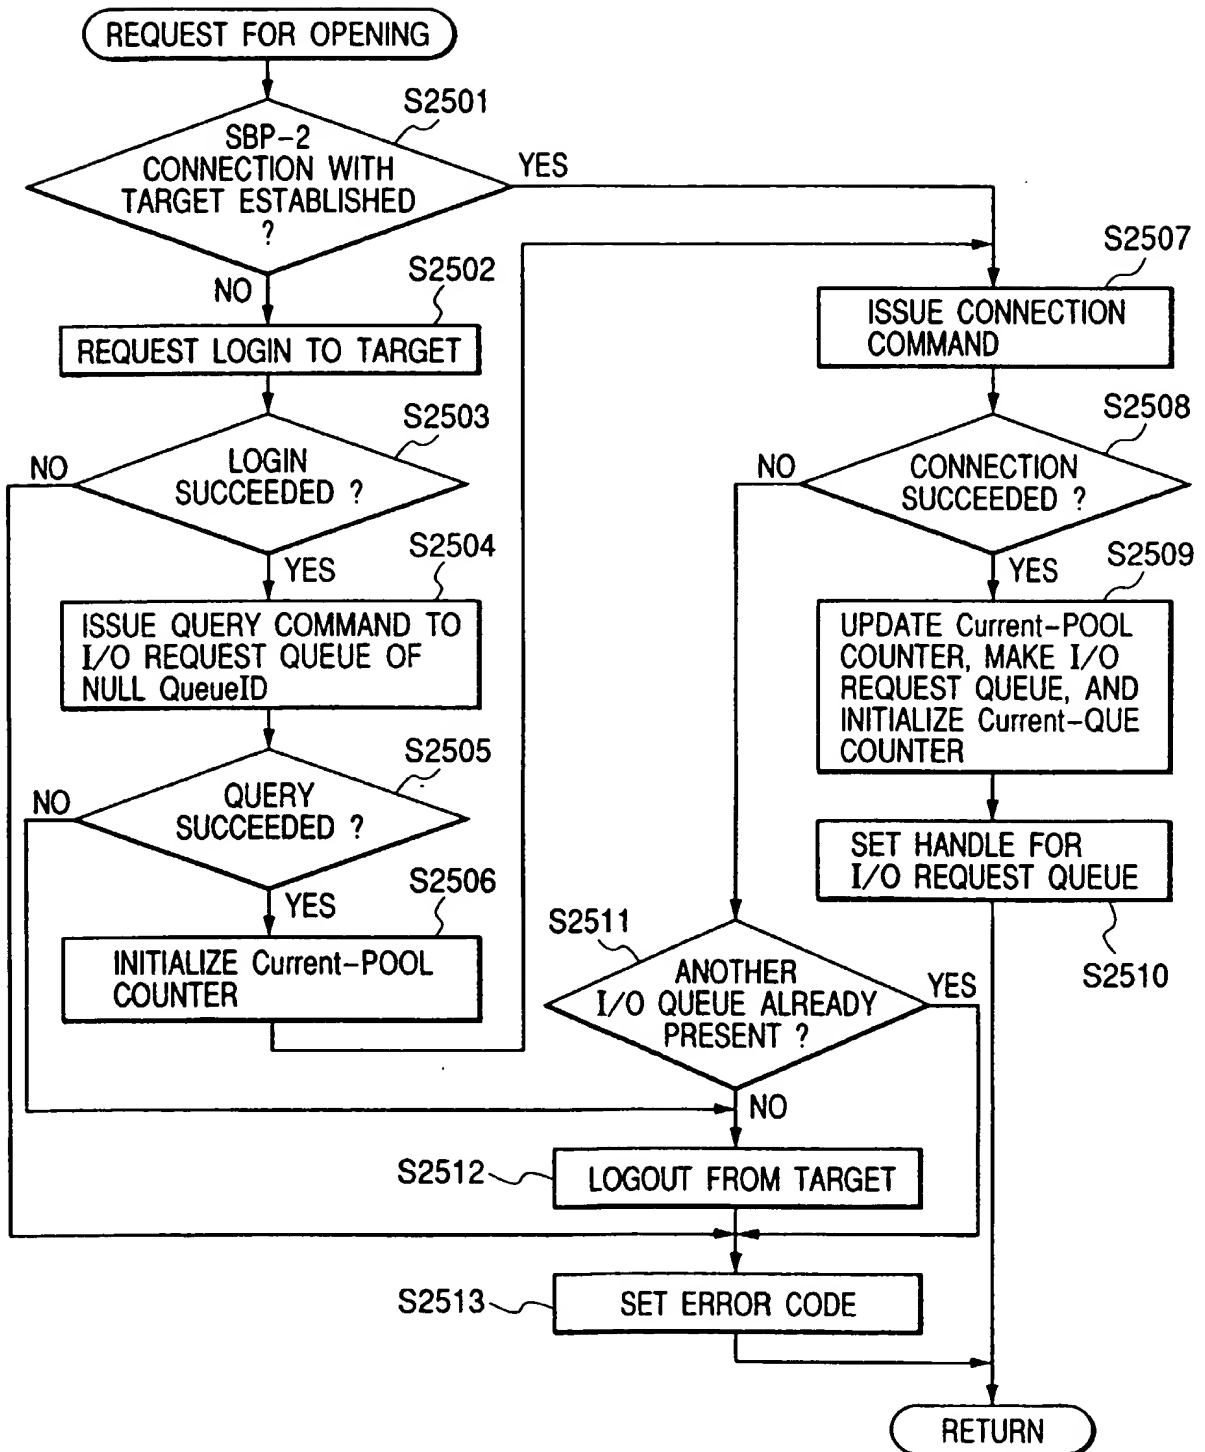 REQUEST FOR OPENING
S2501
SBP-2
CONNECTION WITH
TARGET ESTABLISHED
?
YES
NO
S2502
REQUEST LOGIN TO TARGET
S2503
LOGIN
SUCCEEDED ?
NO
YES
S2504
ISSUE QUERY COMMAND TO
I/O REQUEST QUEUE OF
NULL QueueID
S2505
QUERY
SUCCEEDED ?
NO
YES
S2506
INITIALIZE Current-POOL
COUNTER
S2507
ISSUE CONNECTION
COMMAND
S2508
CONNECTION
SUCCEEDED ?
NO
YES
S2509
UPDATE Current-POOL
COUNTER, MAKE I/O
REQUEST QUEUE, AND
INITIALIZE Current-QUE
COUNTER
SET HANDLE FOR
I/O REQUEST QUEUE
S2510
S2511
ANOTHER
I/O QUEUE ALREADY
PRESENT ?
YES
NO
S2512
LOGOUT FROM TARGET
S2513
SET ERROR CODE
RETURN